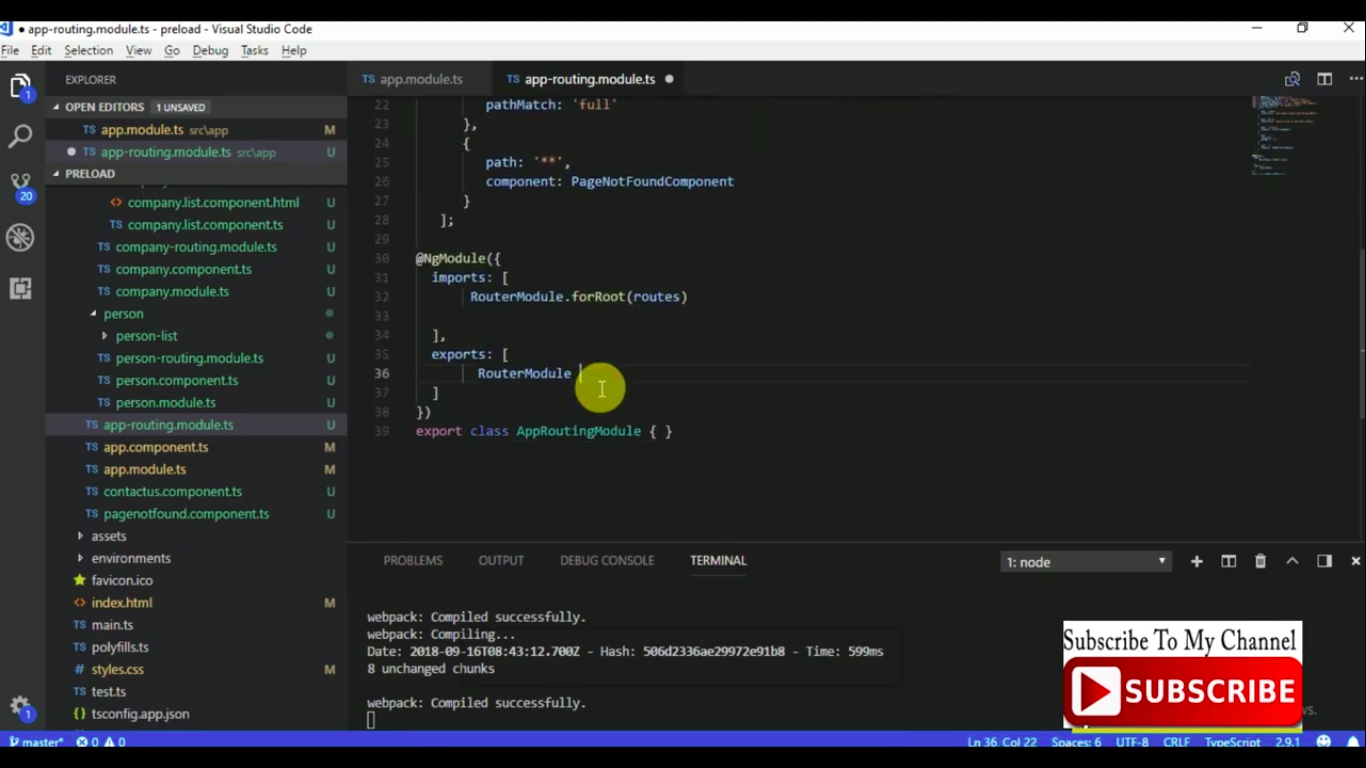 app-routing.module.ts - preload - Visual Studio Code
File Edit Selection View Go Debug Tasks Help
EXPLORER
OPEN EDITORS 1 UNSAVED
TS app.module.ts src\app M
TS app-routing.module.ts src\app U
PRELOAD
<> company.list.component.html U
TS company.list.component.ts U
TS company-routing.module.ts U
TS company.component.ts U
TS company.module.ts U
person
person-list
TS person-routing.module.ts U
TS person.component.ts U
TS person.module.ts U
TS app-routing.module.ts U
TS app.component.ts M
TS app.module.ts M
TS contactus.component.ts U
TS pagenotfound.component.ts U
assets
environments
favicon.ico
<> index.html M
TS main.ts
TS polyfills.ts
# styles.css M
TS test.ts
{} tsconfig.app.json
1
20
1
TS app.module.ts TS app-routing.module.ts
22 pathMatch: 'full'
23 },
24 {
25 path: '**',
26 component: PageNotFoundComponent
27 }
28 ];
29
30 @NgModule({
31 imports: [
32 RouterModule.forRoot(routes)
33
34 ],
35 exports: [
36 RouterModule
37 ]
38 })
39 export class AppRoutingModule { }
PROBLEMS OUTPUT DEBUG CONSOLE TERMINAL 1: node
webpack: Compiled successfully.
webpack: Compiling...
Date: 2018-09-16T08:43:12.700Z - Hash: 506d2336ae29972e91b8 - Time: 599ms
8 unchanged chunks
webpack: Compiled successfully.
Subscribe To My Channel
SUBSCRIBE
master* 0 0 Ln 36, Col 22 Spaces: 6 UTF-8 CRLF TypeScript 2.9.1